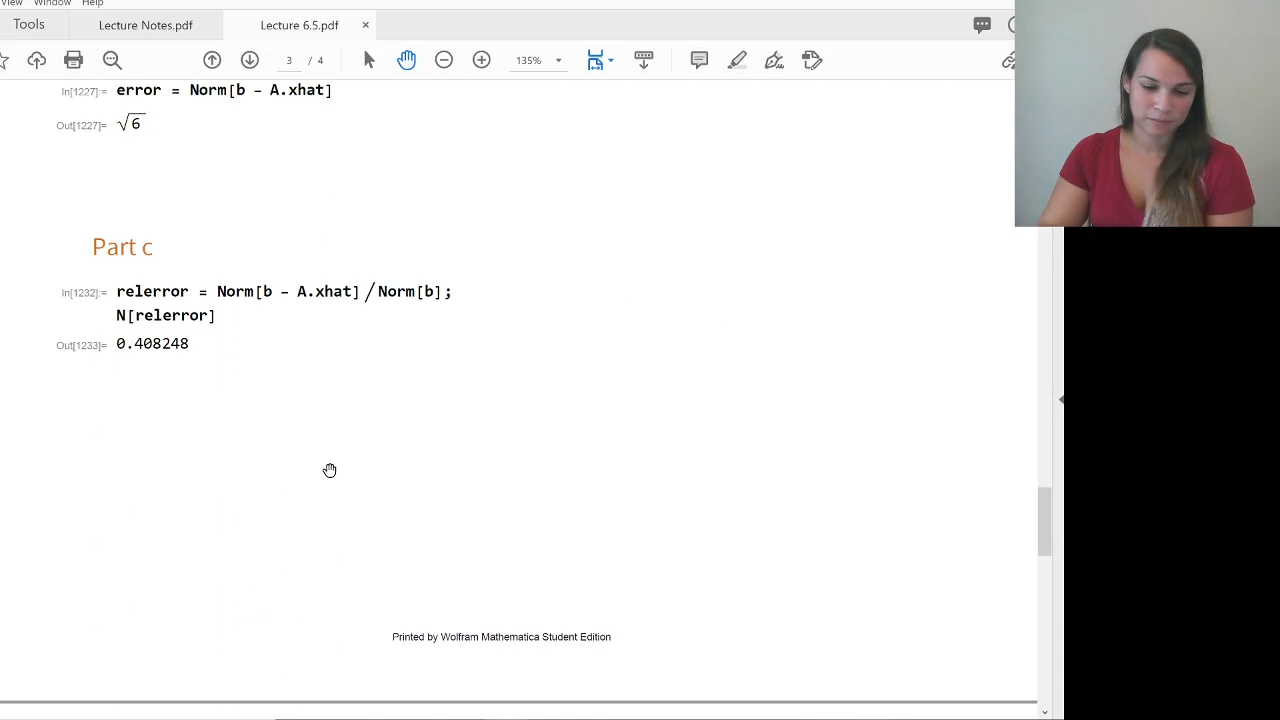 View Window Help
Tools Lecture Notes.pdf Lecture 6.5.pdf ×
3 / 4 135%
In[1227]:= error = Norm[b – A.xhat]
Out[1227]= √6
Part c
In[1232]:= relerror = Norm[b – A.xhat] / Norm[b];
N[relerror]
Out[1233]= 0.408248
Printed by Wolfram Mathematica Student Edition